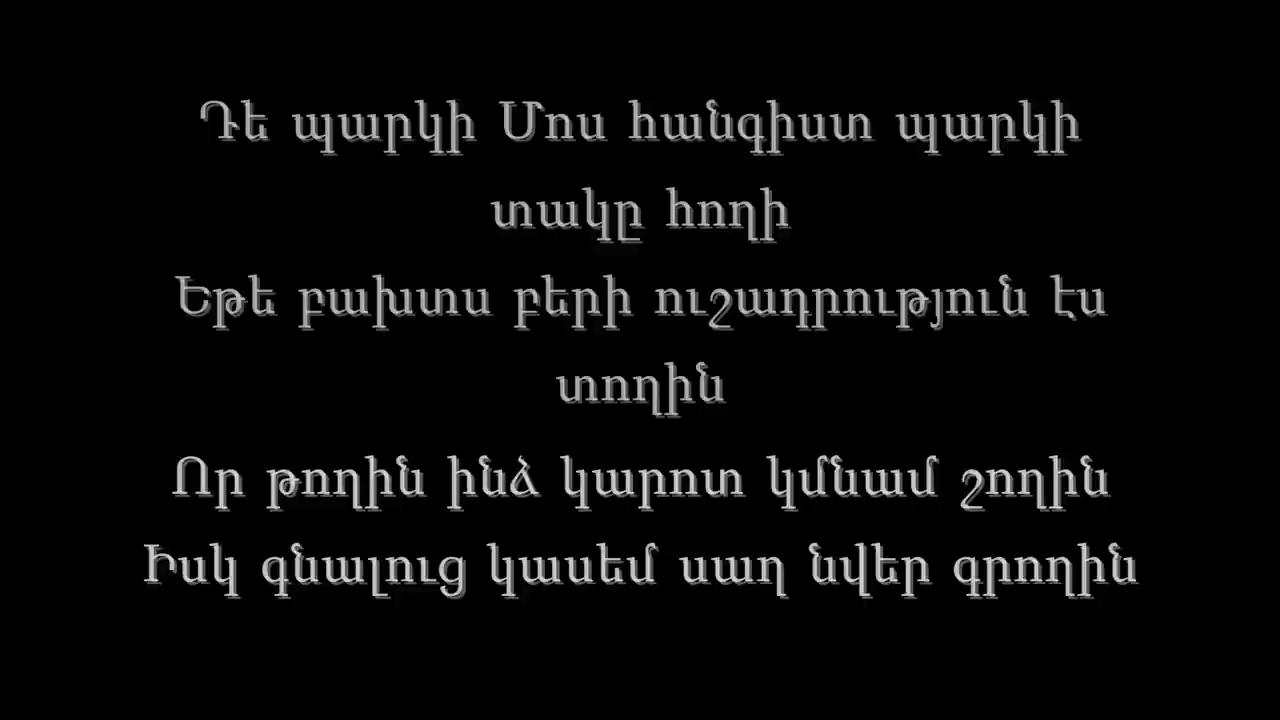 Դե պարկի Մոս հանգիստ պարկի
տակը հողի
Եթե բախտս բերի ուշադրություն էս
տողին
Որ թողին ինձ կարոտ կմնամ շողին
Իսկ գնալուց կասեմ սաղ նվեր գրողին